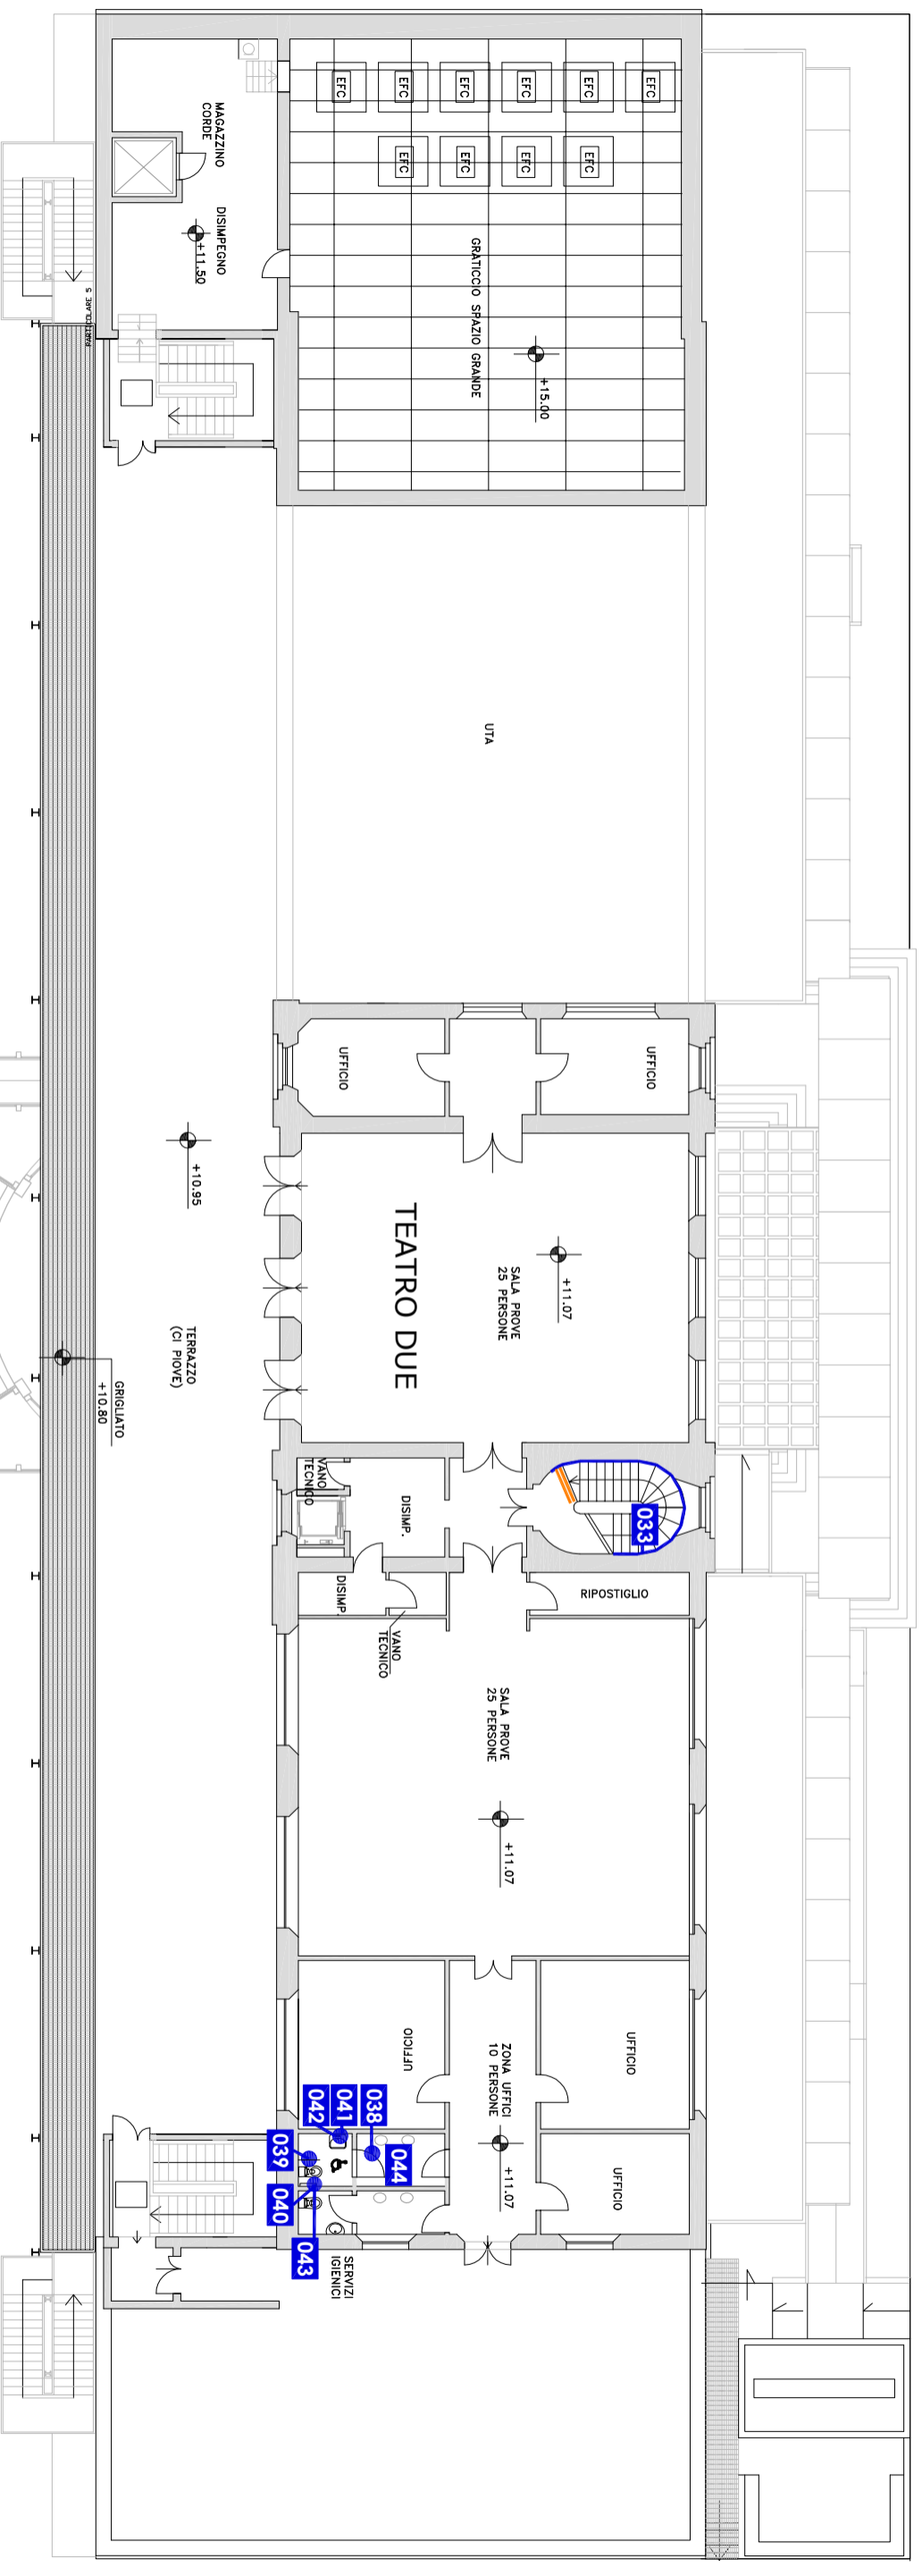 EFC
EFC
EFC
EFC
EFC
EFC
EFC
EFC
EFC
EFC
MAGAZZINO
CORDE
DISIMPEGNO
+11.50
GRATICCIO SPAZIO GRANDE
+15.00
PARTICOLARE S
UTA
UFFICIO
UFFICIO
+10.95
TEATRO DUE
SALA PROVE
25 PERSONE
+11.07
TERRAZZO
(CI PIOVE)
GRIGLIATO
+10.80
VANO
TECNICO
DISIMP.
033
DISIMP.
VANO
TECNICO
RIPOSTIGLIO
SALA PROVE
25 PERSONE
+11.07
UFFICIO
UFFICIO
ZONA UFFICI
10 PERSONE
+11.07
UFFICIO
042
041
038
044
039
040
043
SERVIZI
IGIENICI